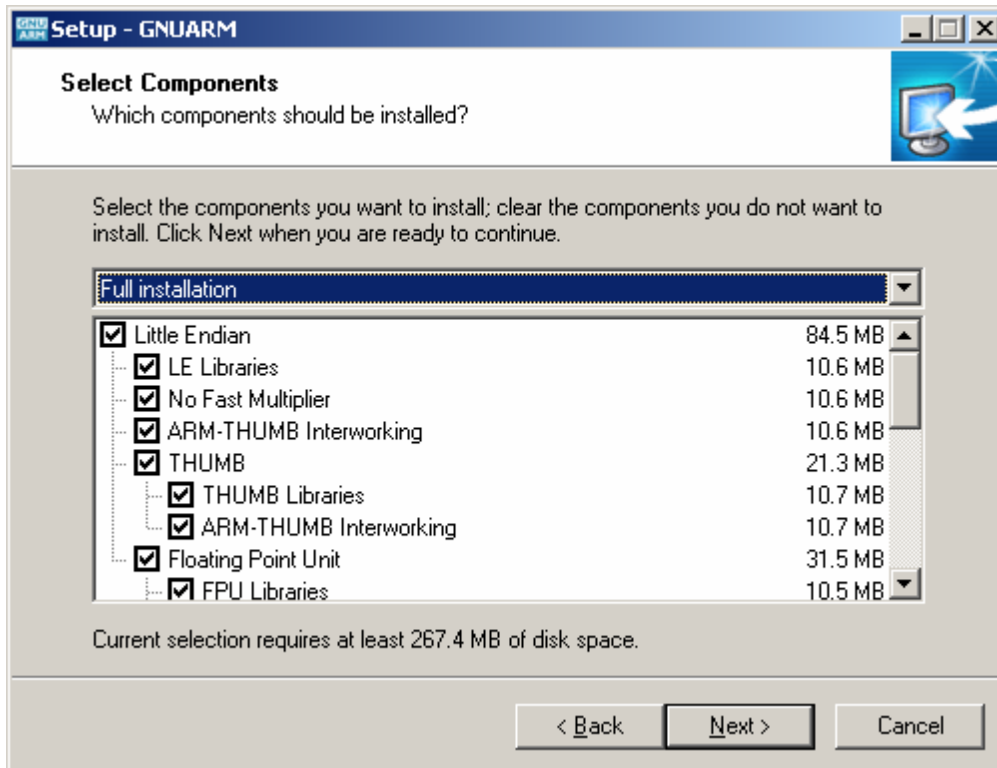 GNU ARM Setup - GNUARM
Select Components
Which components should be installed?
Select the components you want to install; clear the components you do not want to
install. Click Next when you are ready to continue.
Full installation
Little Endian 84.5 MB
LE Libraries 10.6 MB
No Fast Multiplier 10.6 MB
ARM-THUMB Interworking 10.6 MB
THUMB 21.3 MB
THUMB Libraries 10.7 MB
ARM-THUMB Interworking 10.7 MB
Floating Point Unit 31.5 MB
FPU Libraries 10.5 MB
Current selection requires at least 267.4 MB of disk space.
< Back Next > Cancel